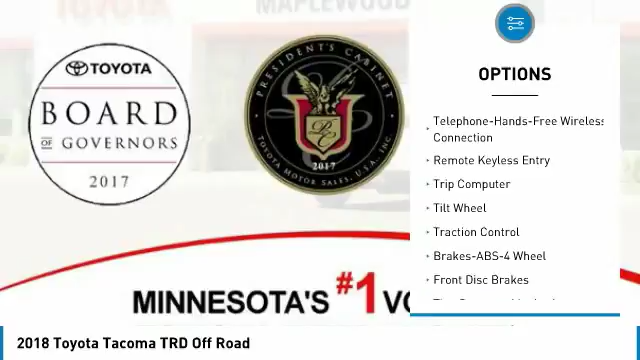 MAPLEWOOD
TOYOTA
BOARD
OF GOVERNORS
2017
PRESIDENT'S CABINET
2017
TOYOTA MOTOR SALES, U.S.A., INC.
MINNESOTA'S #1
OPTIONS
Telephone-Hands-Free Wireless
Connection
Remote Keyless Entry
Trip Computer
Tilt Wheel
Traction Control
Brakes-ABS-4 Wheel
Front Disc Brakes
2018 Toyota Tacoma TRD Off Road